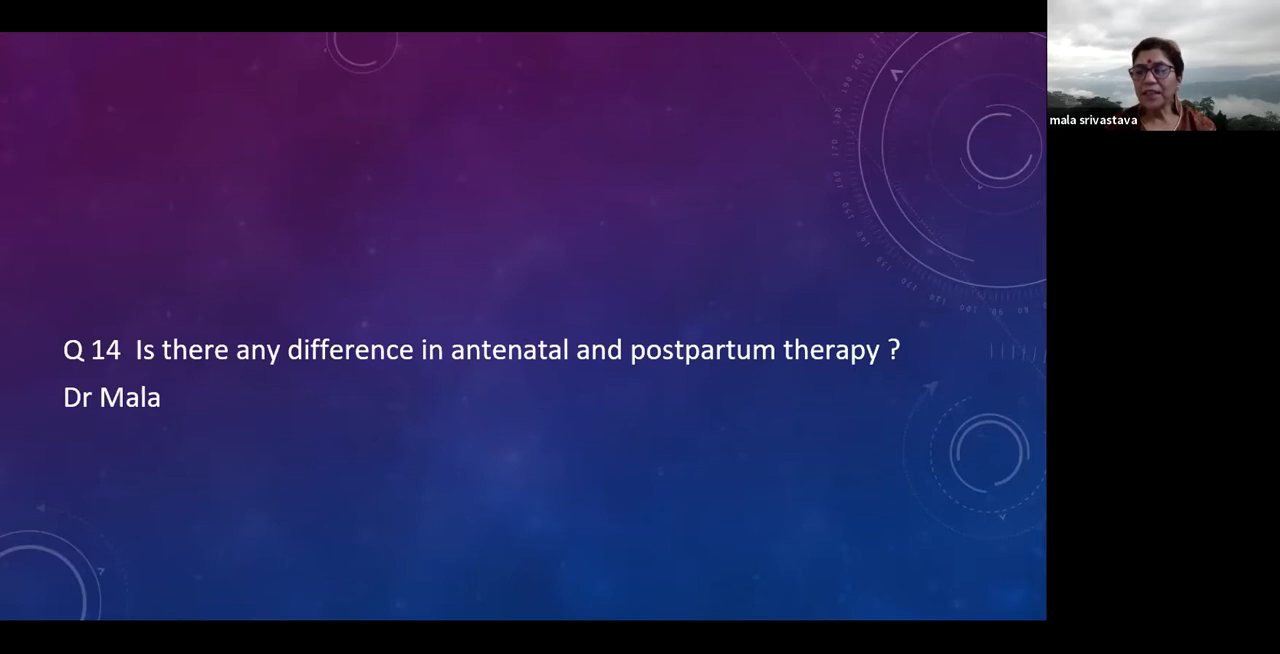 Q 14 Is there any difference in antenatal and postpartum therapy ?
Dr Mala
mala srivastava